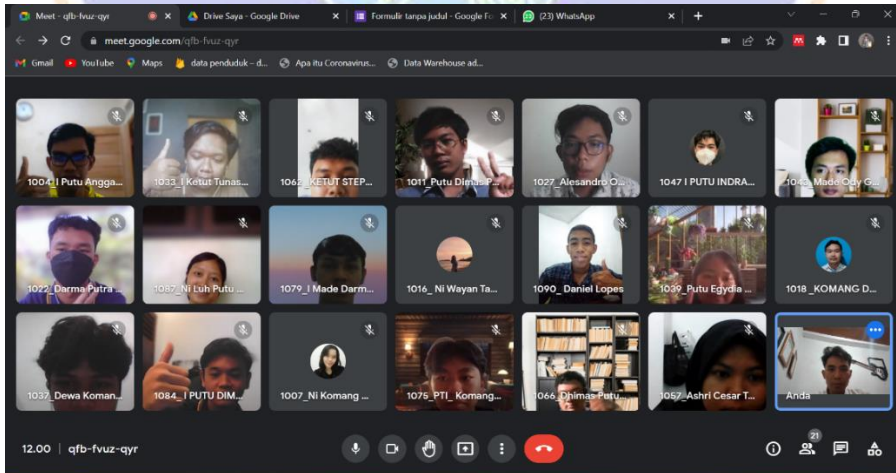 Meet - qfb-fvuz-qyr
Drive Saya - Google Drive
Formulir tanpa judul - Google Fo
(23) WhatsApp
meet.google.com/qfb-fvuz-qyr
Gmail
YouTube
Maps
data penduduk – d...
Apa itu Coronavirus...
Data Warehouse ad...
1004_I Putu Angga...
1033_I Ketut Tunas...
1062_IKETUT STEP...
1011_Putu Dimas P...
1027_Alesandro O...
1047 I PUTU INDRA...
1043_Made Ody G...
1022_Darma Putra ...
1087_Ni Luh Putu ...
1079_I Made Darm...
1016_ Ni Wayan Ta...
1090_Daniel Lopes
1039_Putu Egydia ...
1018 _KOMANG D...
1037_Dewa Koman...
1084_I PUTU DIM...
1007_Ni Komang ...
1075_PTI_ Komang...
1066_Dhimas Putu...
1057_Ashri Cesar T...
Anda
12.00 | qfb-fvuz-qyr
21